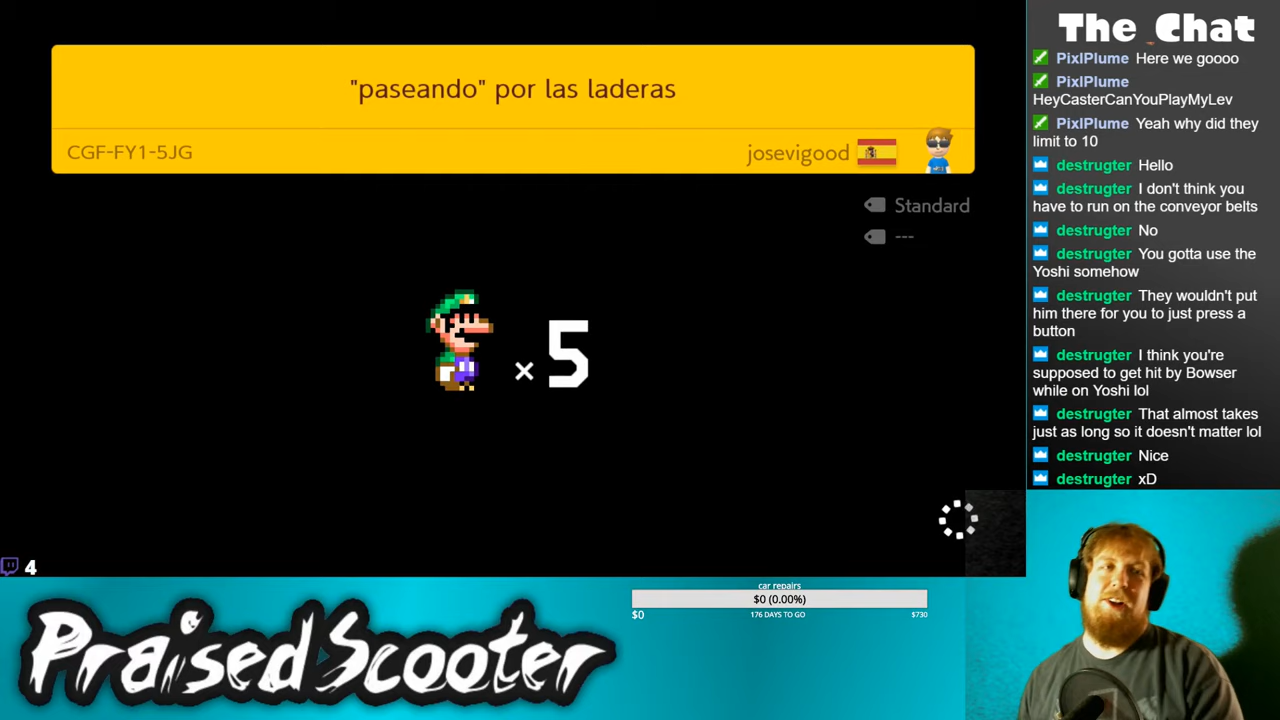 "paseando" por las laderas
CGF-FY1-5JG
josevigood
Standard
---
× 5
4
PraisedScooter
car repairs
$0 (0.00%)
$0
176 DAYS TO GO
$730
The Chat
PixlPlume Here we goooo
PixlPlume
HeyCasterCanYouPlayMyLev
PixlPlume Yeah why did they
limit to 10
destrugter Hello
destrugter I don't think you
have to run on the conveyor belts
destrugter No
destrugter You gotta use the
Yoshi somehow
destrugter They wouldn't put
him there for you to just press a
button
destrugter I think you're
supposed to get hit by Bowser
while on Yoshi lol
destrugter That almost takes
just as long so it doesn't matter lol
destrugter Nice
destrugter xD